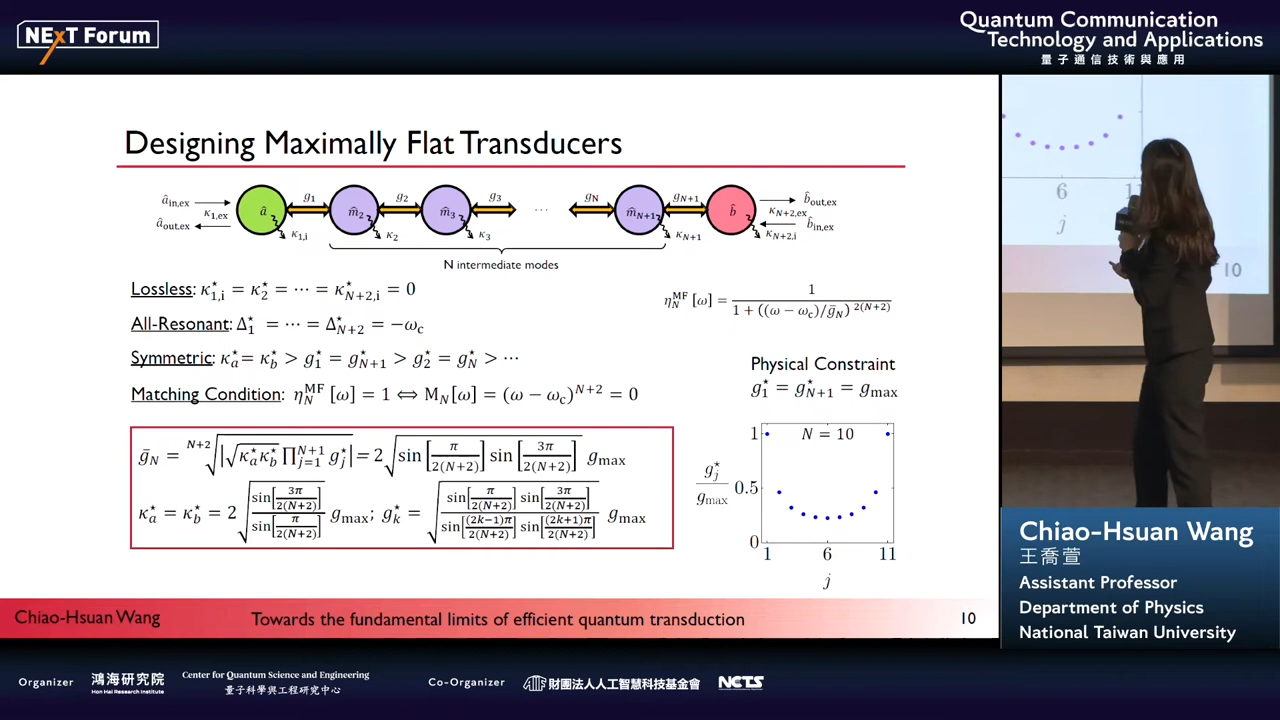 NExT Forum
Quantum Communication
Technology and Applications
量子通信技術與應用
Designing Maximally Flat Transducers
â_in,ex
â_out,ex
κ_1,ex
â
κ_1,i
g_1
m̂_2
κ_2
g_2
m̂_3
κ_3
g_3
...
g_N
m̂_N+1
κ_N+1
g_N+1
b̂
κ_N+2,i
b̂_out,ex
κ_N+2,ex
b̂_in,ex
N intermediate modes
Lossless: κ*_1,i = κ*_2 = ⋯ = κ*_N+2,i = 0
All-Resonant: Δ*_1 = ⋯ = Δ*_N+2 = −ω_c
Symmetric: κ*_a = κ*_b > g*_1 = g*_N+1 > g*_2 = g*_N > ⋯
Matching Condition: η_N^MF [ω] = 1 ⟺ M_N[ω] = (ω − ω_c)^N+2 = 0
η_N^MF [ω] = 1 / (1 + ((ω − ω_c)/ḡ_N)^2(N+2))
ḡ_N = ^N+2√|√(κ*_a κ*_b) ∏_j=1^N+1 g*_j| = 2√(sin[π/2(N+2)] sin[3π/2(N+2)]) g_max
κ*_a = κ*_b = 2√(sin[3π/2(N+2)] / sin[π/2(N+2)]) g_max; g*_k = √(sin[π/2(N+2)] sin[3π/2(N+2)] / sin[(2k−1)π/2(N+2)] sin[(2k+1)π/2(N+2)]) g_max
Physical Constraint
g*_1 = g*_N+1 = g_max
N = 10
g*_j / g_max
1
0.5
0
1 6 11
j
6
j
10
Chiao-Hsuan Wang
王喬萱
Assistant Professor
Department of Physics
National Taiwan University
Chiao-Hsuan Wang Towards the fundamental limits of efficient quantum transduction 10
Organizer
鴻海研究院
Hon Hai Research Institute
Center for Quantum Science and Engineering
量子科學與工程研究中心
Co-Organizer
財團法人人工智慧科技基金會
NCTS